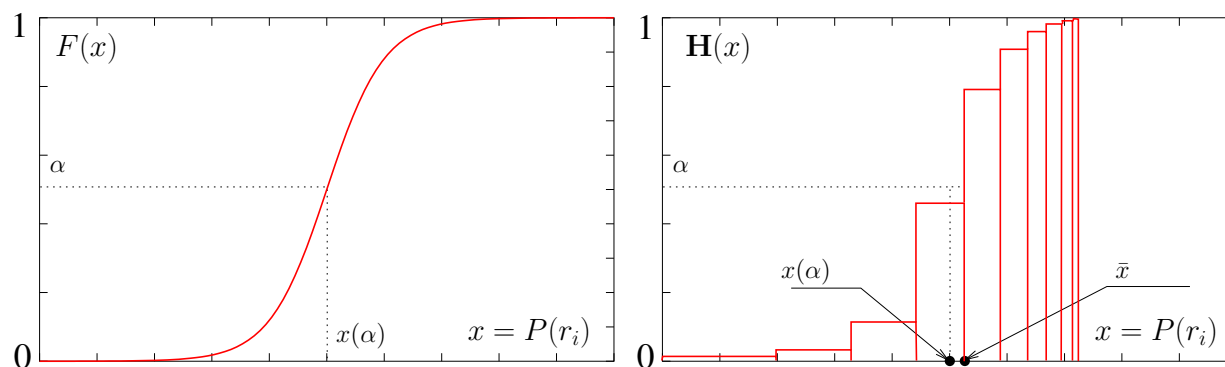 1
F(x)
α
x(α)
x = P(r_i)
0
1
𝐇(x)
α
x(α)
x̄
x = P(r_i)
0